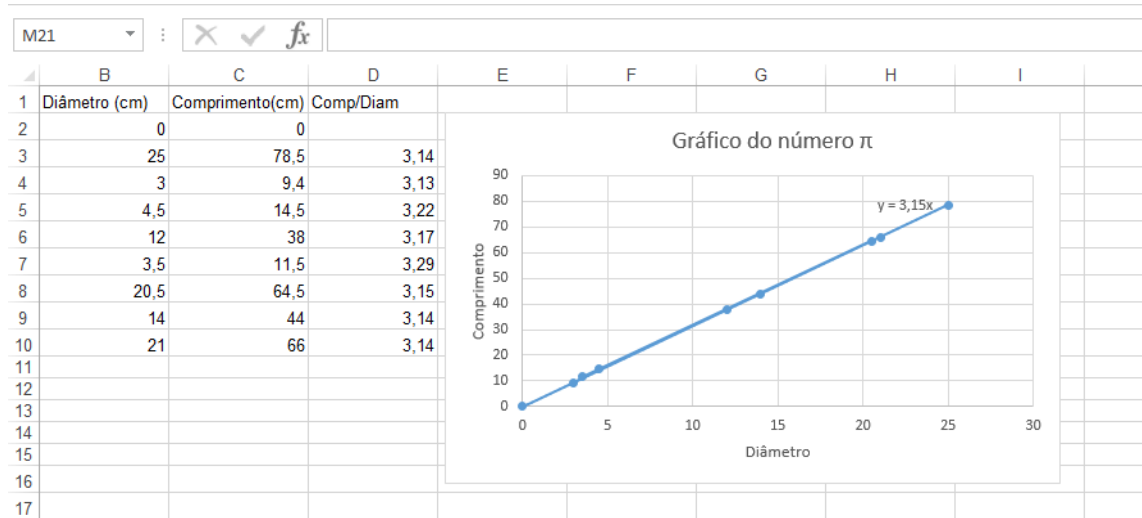 M21 fx
B C D E F G H I
1 Diâmetro (cm) Comprimento(cm) Comp/Diam
2 0 0
3 25 78,5 3,14
4 3 9,4 3,13
5 4,5 14,5 3,22
6 12 38 3,17
7 3,5 11,5 3,29
8 20,5 64,5 3,15
9 14 44 3,14
10 21 66 3,14
11
12
13
14
15
16
17
Gráfico do número π
90
80
70
60
50
40
30
20
10
0
Comprimento
y = 3,15x
0 5 10 15 20 25 30
Diâmetro